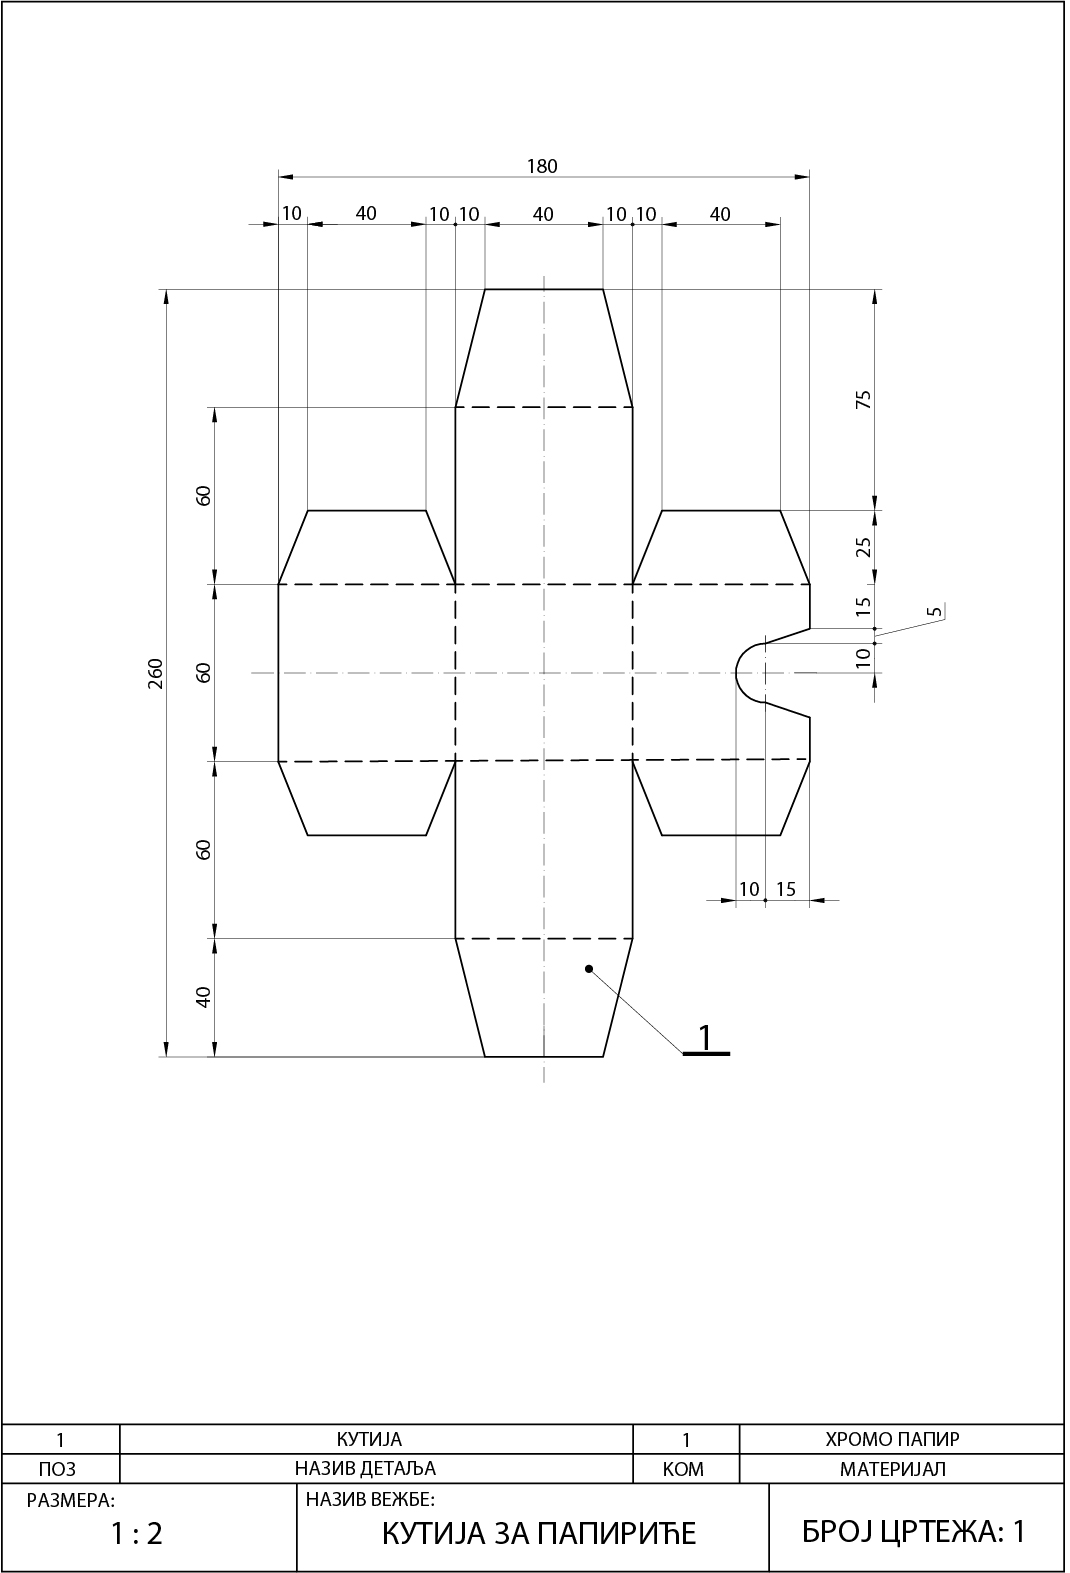 180
10 40 10 10 40 10 10 40
75
60
25
15
5
10
260
60
60
10 15
40
1
1 КУТИЈА 1 ХРОМО ПАПИР
ПОЗ НАЗИВ ДЕТАЉА КОМ МАТЕРИЈАЛ
РАЗМЕРА:
1 : 2
НАЗИВ ВЕЖБЕ:
КУТИЈА ЗА ПАПИРИЋЕ
БРОЈ ЦРТЕЖА: 1